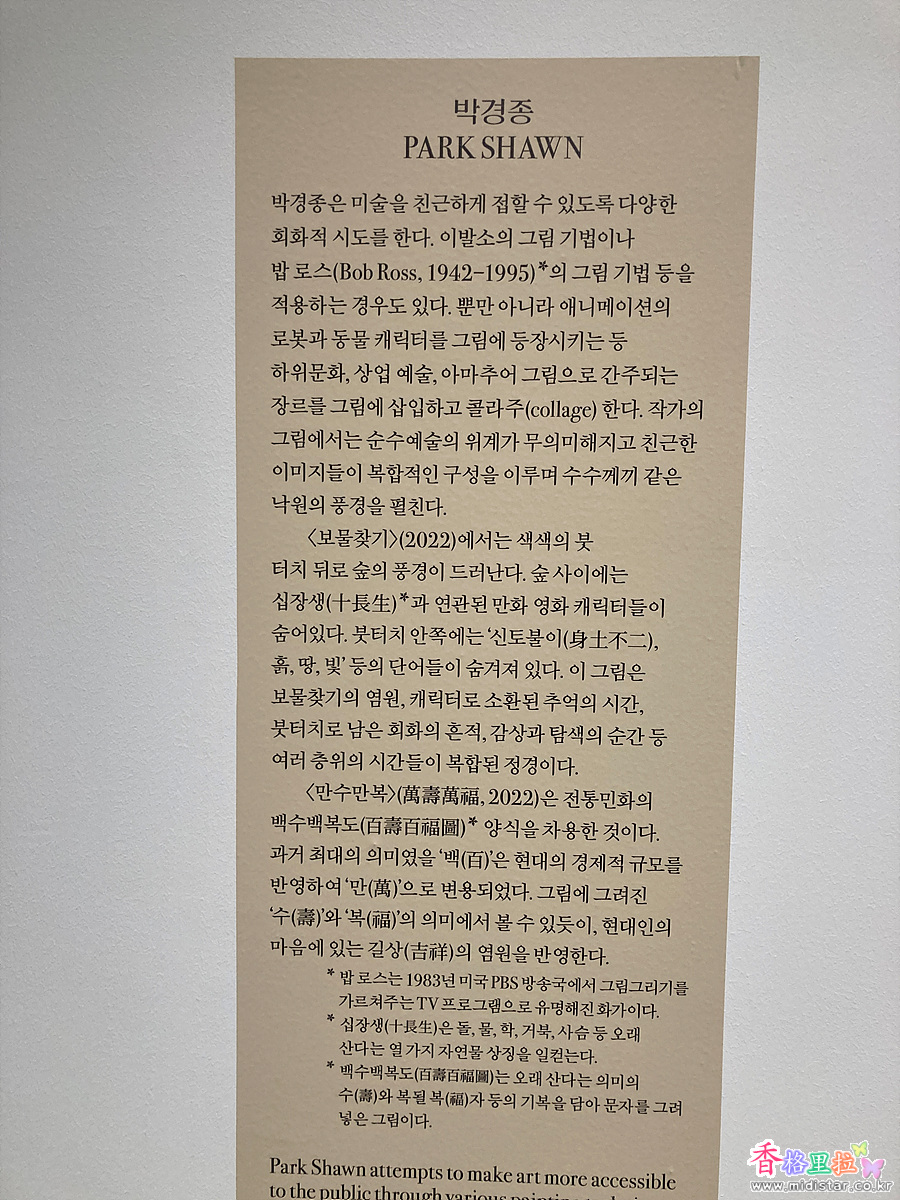 박경종
PARK SHAWN
박경종은 미술을 친근하게 접할 수 있도록 다양한
회화적 시도를 한다. 이발소의 그림 기법이나
밥 로스(Bob Ross, 1942–1995)*의 그림 기법 등을
적용하는 경우도 있다. 뿐만 아니라 애니메이션의
로봇과 동물 캐릭터를 그림에 등장시키는 등
하위문화, 상업 예술, 아마추어 그림으로 간주되는
장르를 그림에 삽입하고 콜라주(collage) 한다. 작가의
그림에서는 순수예술의 위계가 무의미해지고 친근한
이미지들이 복합적인 구성을 이루며 수수께끼 같은
낙원의 풍경을 펼친다.
〈보물찾기〉(2022)에서는 색색의 붓
터치 뒤로 숲의 풍경이 드러난다. 숲 사이에는
십장생(十長生)*과 연관된 만화 영화 캐릭터들이
숨어있다. 붓터치 안쪽에는 ‘신토불이(身土不二),
흙, 땅, 빛’ 등의 단어들이 숨겨져 있다. 이 그림은
보물찾기의 염원, 캐릭터로 소환된 추억의 시간,
붓터치로 남은 회화의 흔적, 감상과 탐색의 순간 등
여러 층위의 시간들이 복합된 정경이다.
〈만수만복〉(萬壽萬福, 2022)은 전통민화의
백수백복도(百壽百福圖)* 양식을 차용한 것이다.
과거 최대의 의미였을 ‘백(百)’은 현대의 경제적 규모를
반영하여 ‘만(萬)’으로 변용되었다. 그림에 그려진
‘수(壽)’와 ‘복(福)’의 의미에서 볼 수 있듯이, 현대인의
마음에 있는 길상(吉祥)의 염원을 반영한다.
* 밥 로스는 1983년 미국 PBS 방송국에서 그림그리기를
가르쳐주는 TV 프로그램으로 유명해진 화가이다.
* 십장생(十長生)은 돌, 물, 학, 거북, 사슴 등 오래
산다는 열 가지 자연물 상징을 일컫는다.
* 백수백복도(百壽百福圖)는 오래 산다는 의미의
수(壽)와 복될 복(福)자 등의 기복을 담아 문자를 그려
넣은 그림이다.
Park Shawn attempts to make art more accessible
to the public through various painting
香格里拉
www.midistar.co.kr